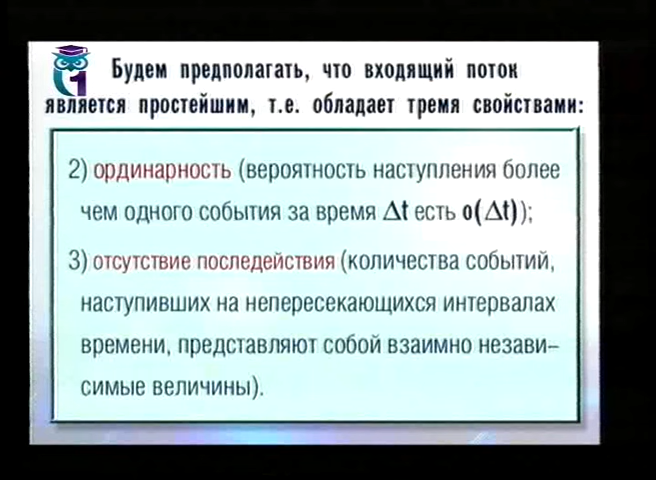 Будем предполагать, что входящий поток
является простейшим, т.е. обладает тремя свойствами:
2) ординарность (вероятность наступления более
чем одного события за время Δt есть o(Δt));
3) отсутствие последействия (количества событий,
наступивших на непересекающихся интервалах
времени, представляют собой взаимно незави–
симые величины).
1